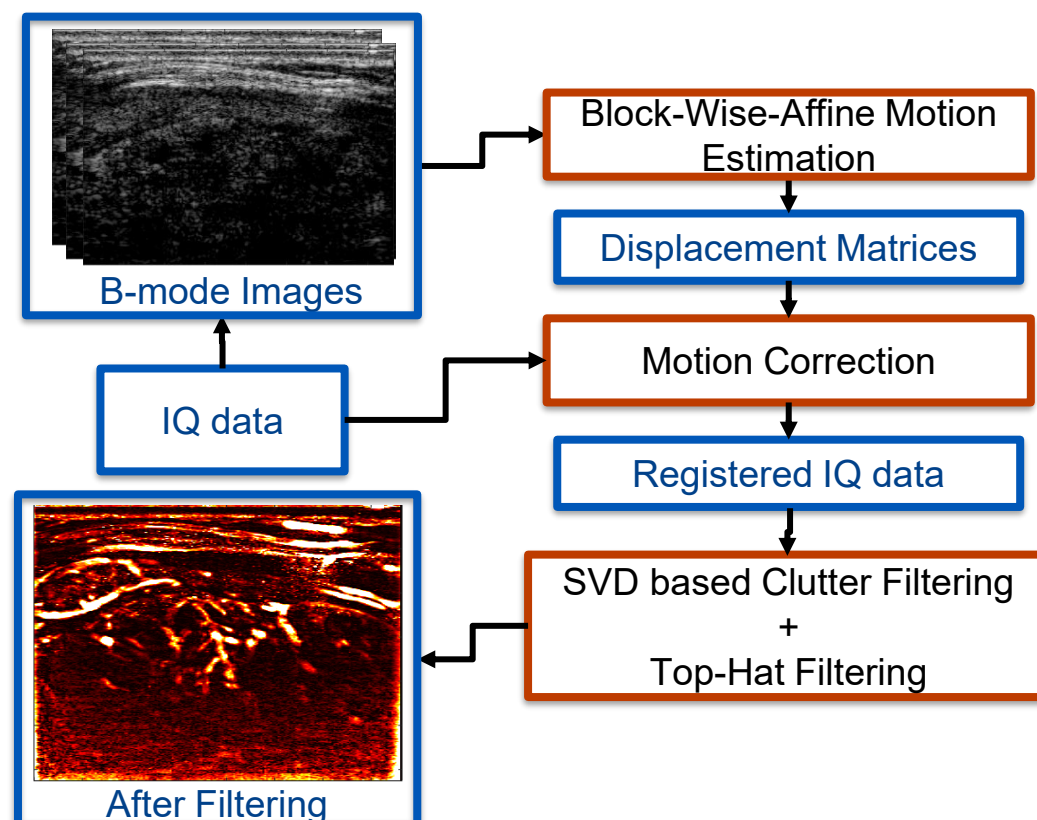 B-mode Images
IQ data
Block-Wise-Affine Motion
Estimation
Displacement Matrices
Motion Correction
Registered IQ data
SVD based Clutter Filtering
+
Top-Hat Filtering
After Filtering